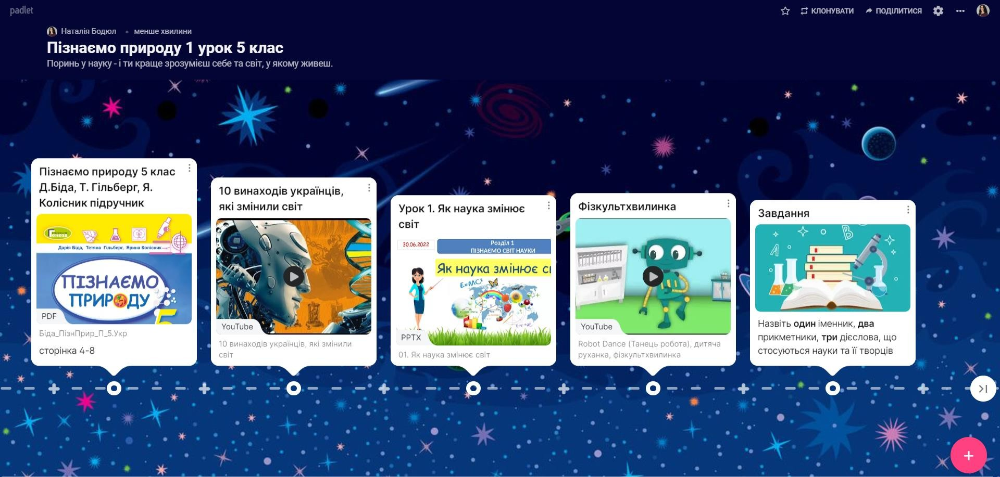 padlet
КЛОНУВАТИ
ПОДІЛИТИСЯ
Наталія Бодюл • менше хвилини
Пізнаємо природу 1 урок 5 клас
Поринь у науку - і ти краще зрозумієш себе та світ, у якому живеш.
Пізнаємо природу 5 клас
Д.Біда, Т. Гільберг, Я.
Колісник підручник
Генеза
Дарія Біда, Тетяна Гільберг, Ярина Колісник
ПІЗНАЄМО
ПРИРОДУ
5
PDF
Біда_ПізнПрир_П_5.Укр
сторінка 4-8
10 винаходів українців,
які змінили світ
YouTube
10 винаходів українців, які змінили
світ
Урок 1. Як наука змінює
світ
30.06.2022
Розділ 1
ПІЗНАЄМО СВІТ НАУКИ
Як наука змінює сі
E=MC²
PPTX
01. Як наука змінює світ
Фізкультхвилинка
YouTube
Robot Dance (Танець робота), дитяча
руханка, фізкультхвилинка
Завдання
A
B
Назвіть один іменник, два
прикметники, три дієслова, що
стосуються науки та її творців